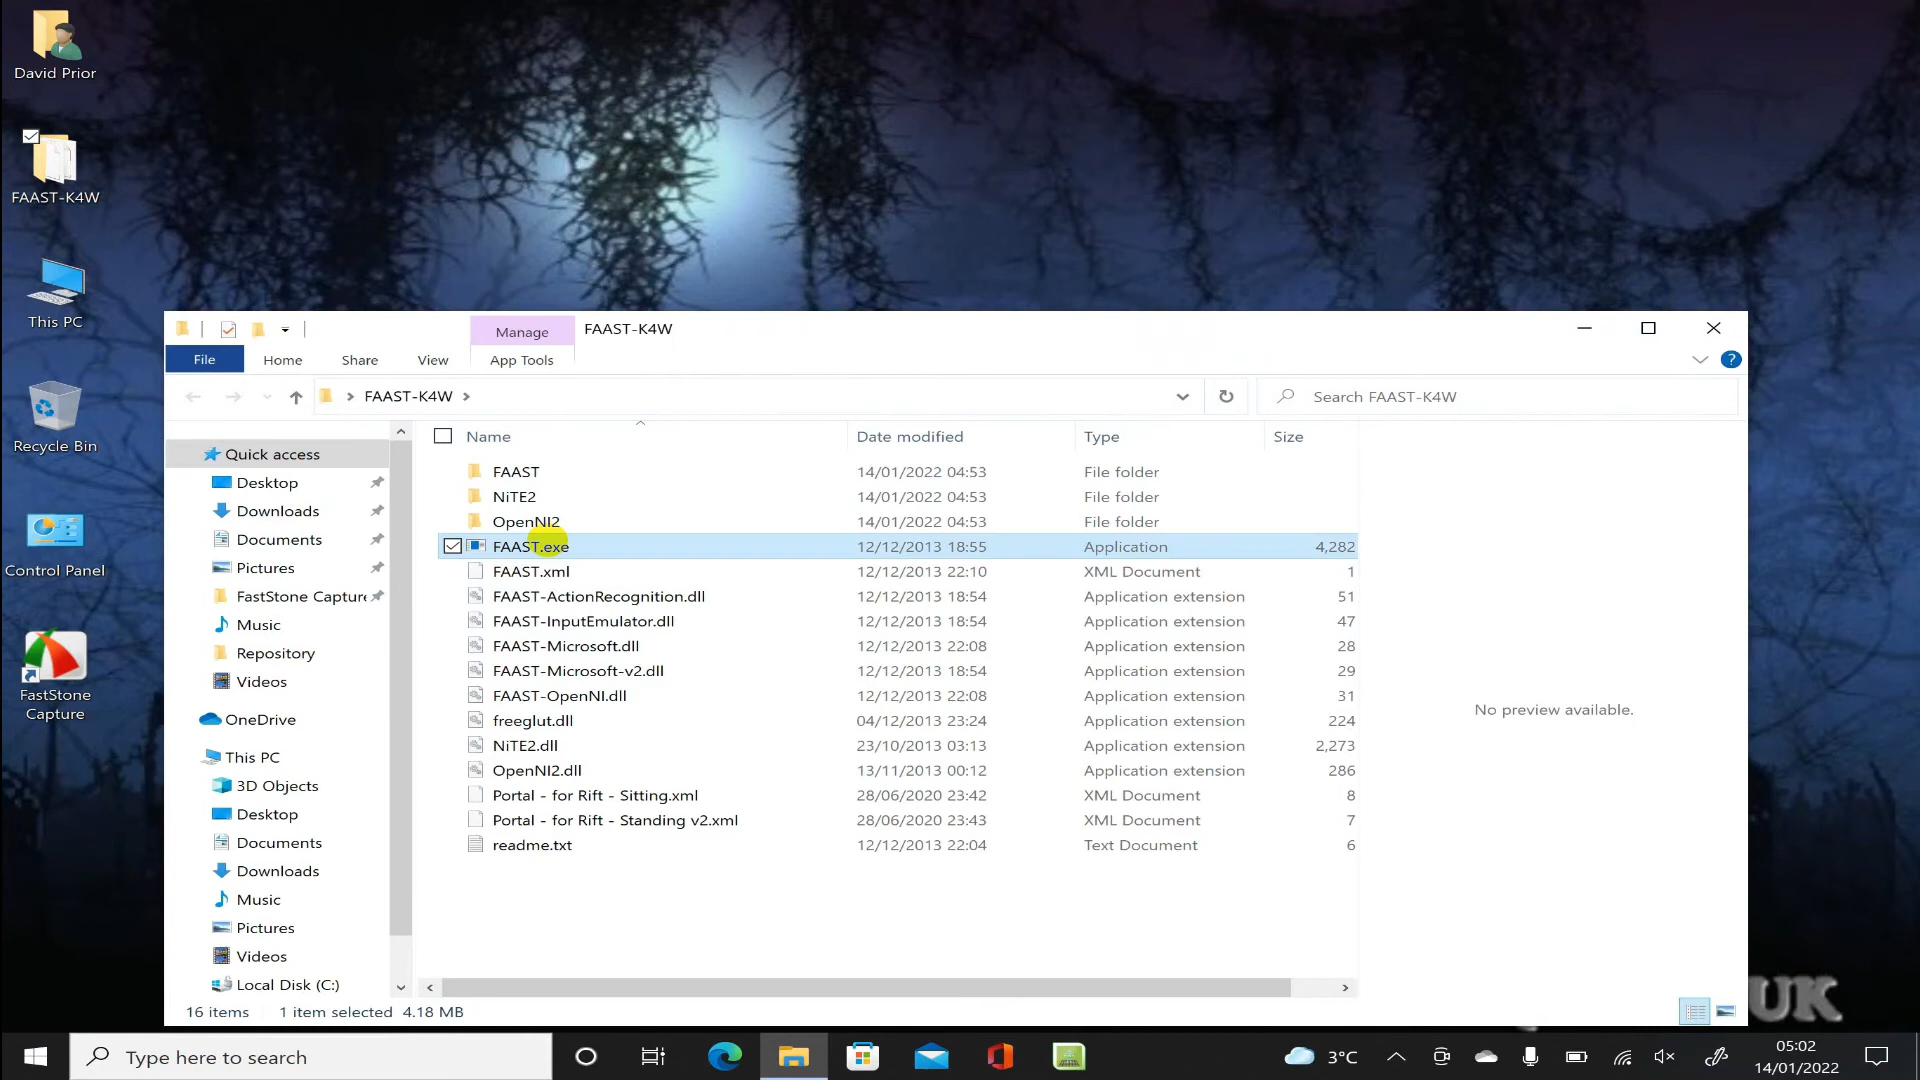 David Prior
FAAST-K4W
This PC
Recycle Bin
Control Panel
FastStone
Capture
Manage
FAAST-K4W
File
Home
Share
View
App Tools
FAAST-K4W
Search FAAST-K4W
Quick access
Desktop
Downloads
Documents
Pictures
FastStone Capture
Music
Repository
Videos
OneDrive
This PC
3D Objects
Desktop
Documents
Downloads
Music
Pictures
Videos
Local Disk (C:)
Name Date modified Type Size
FAAST 14/01/2022 04:53 File folder
NiTE2 14/01/2022 04:53 File folder
OpenNI2 14/01/2022 04:53 File folder
FAAST.exe 12/12/2013 18:55 Application 4,282
FAAST.xml 12/12/2013 22:10 XML Document 1
FAAST-ActionRecognition.dll 12/12/2013 18:54 Application extension 51
FAAST-InputEmulator.dll 12/12/2013 18:54 Application extension 47
FAAST-Microsoft.dll 12/12/2013 22:08 Application extension 28
FAAST-Microsoft-v2.dll 12/12/2013 18:54 Application extension 29
FAAST-OpenNI.dll 12/12/2013 22:08 Application extension 31
freeglut.dll 04/12/2013 23:24 Application extension 224
NiTE2.dll 23/10/2013 03:13 Application extension 2,273
OpenNI2.dll 13/11/2013 00:12 Application extension 286
Portal - for Rift - Sitting.xml 28/06/2020 23:42 XML Document 8
Portal - for Rift - Standing v2.xml 28/06/2020 23:43 XML Document 7
readme.txt 12/12/2013 22:04 Text Document 6
No preview available.
16 items 1 item selected 4.18 MB
UK
Type here to search
3°C
05:02
14/01/2022